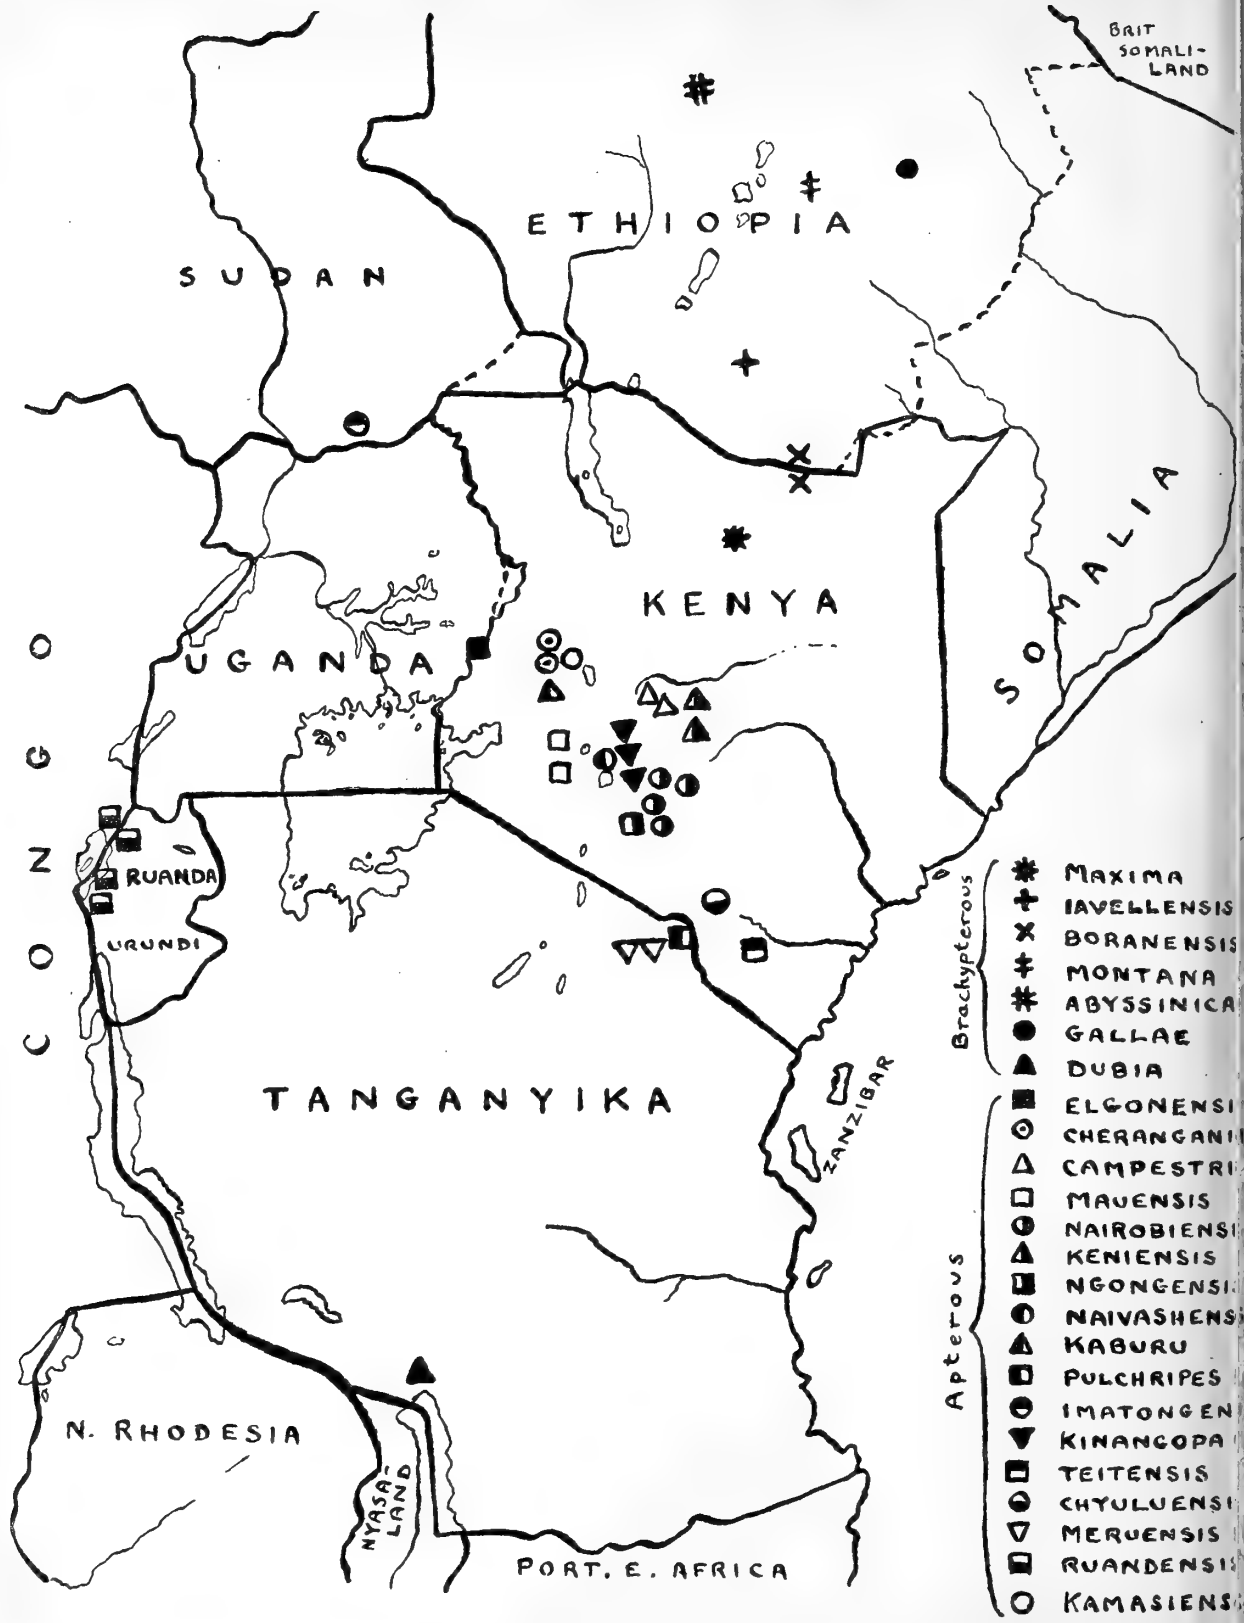 BRIT
SOMALI-
LAND
ETHIOPIA
SUDAN
SOMALIA
KENYA
UGANDA
CONGO
RUANDA
URUNDI
TANGANYIKA
ZANZIBAR
N. RHODESIA
NYASA-
LAND
PORT. E. AFRICA
Brachypterous
MAXIMA
IAVELLENSIS
BORANENSIS
MONTANA
ABYSSINICA
GALLAE
DUBIA
Apterous
ELGONENSI
CHERANGANI
CAMPESTRI
MAUENSIS
NAIROBIENSI
KENIENSIS
NGONGENSI
NAIVASHENS
KABURU
PULCHRIPES
IMATONGEN
KINANGOPA
TEITENSIS
CHYULUENSI
MERUENSIS
RUANDENSIS
KAMASIENS